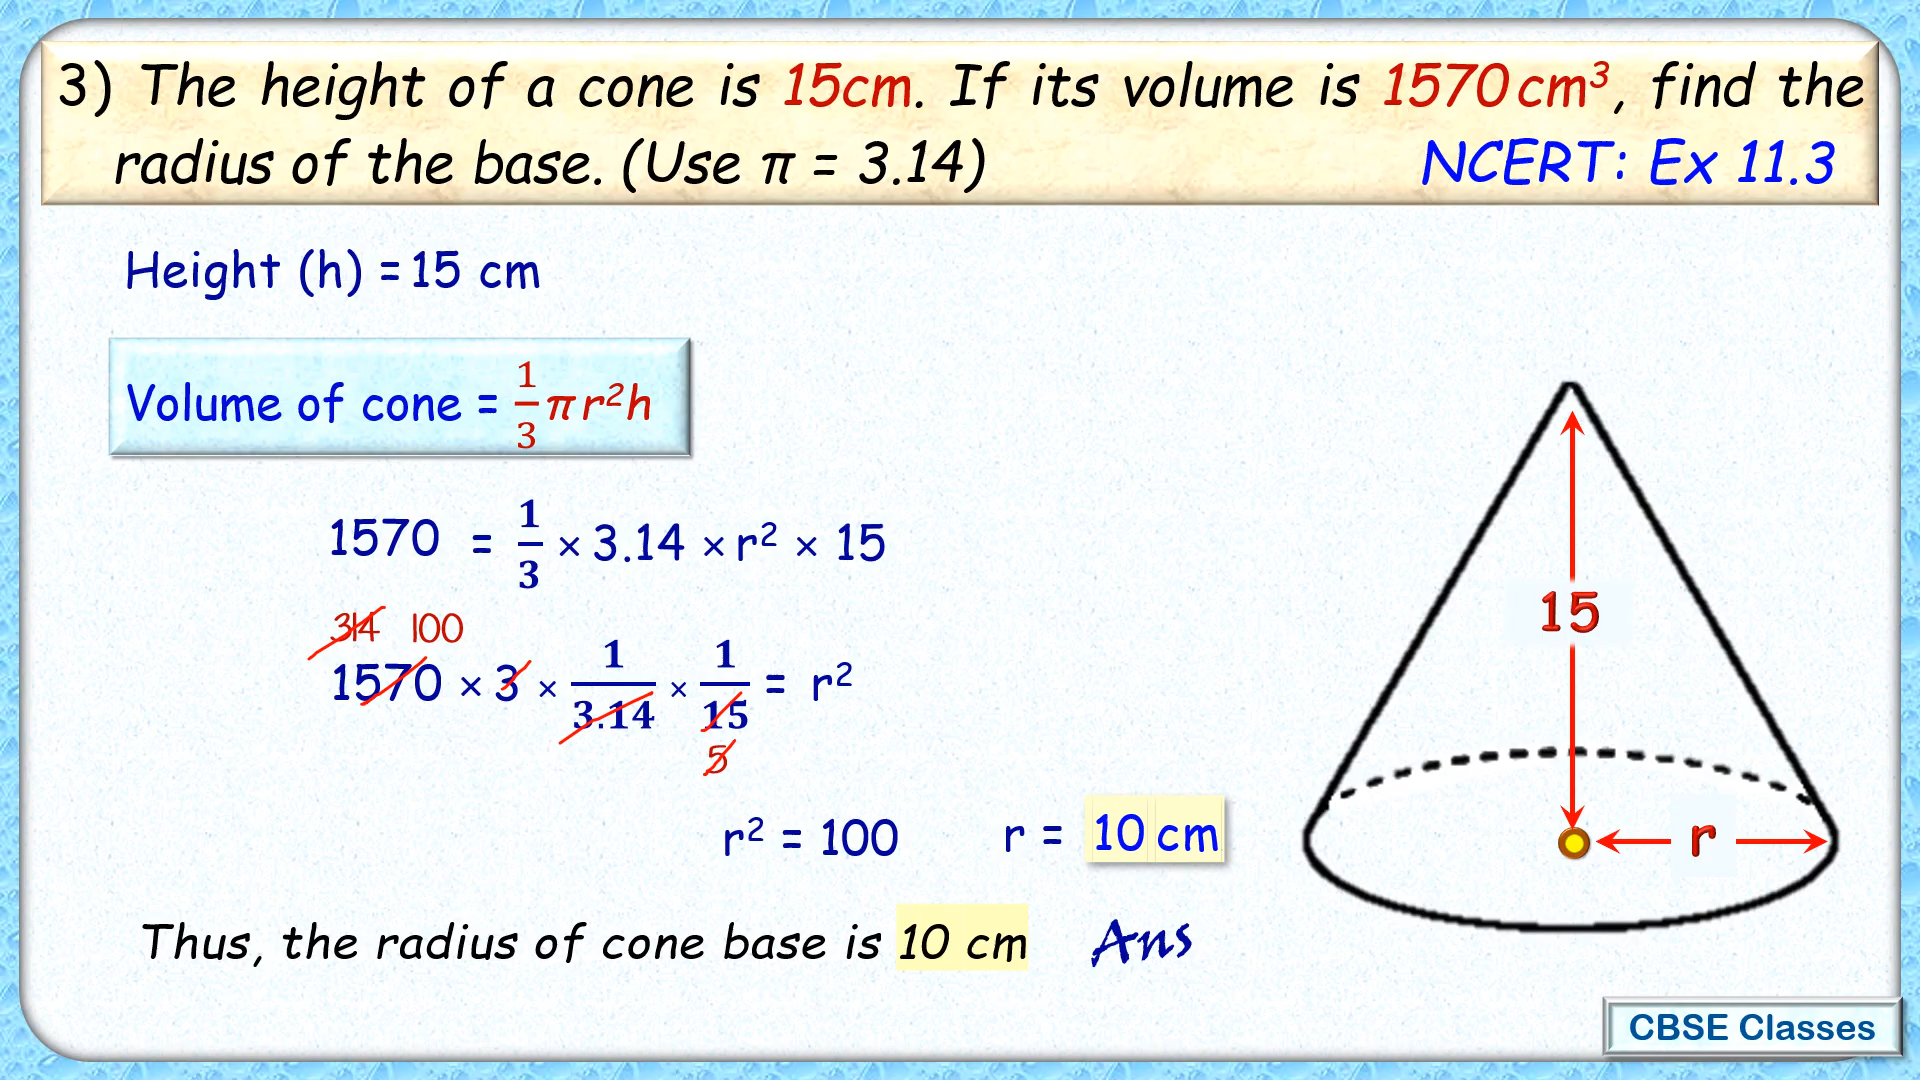 3) The height of a cone is 15cm. If its volume is 1570 cm³, find the
radius of the base. (Use π = 3.14) NCERT: Ex 11.3
Height (h) = 15 cm
Volume of cone = 1/3 π r²h
1570 = 1/3 × 3.14 × r² × 15
314 100
1570 × 3 × 1/3.14 × 1/15 = r²
5
15
r² = 100 r = 10 cm
r
Thus, the radius of cone base is 10 cm Ans
CBSE Classes